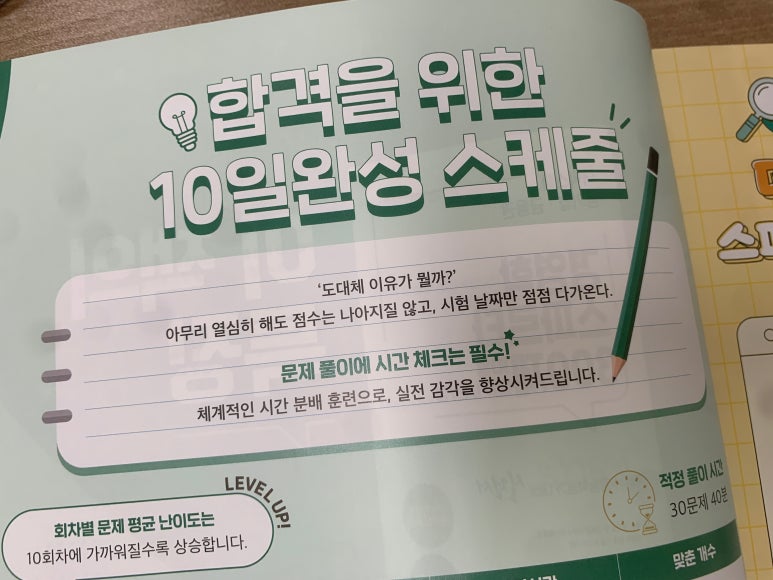 합격을 위한
10일완성 스케줄
‘도대체 이유가 뭘까?’
아무리 열심히 해도 점수는 나아지질 않고, 시험 날짜만 점점 다가온다.
문제 풀이에 시간 체크는 필수!
체계적인 시간 분배 훈련으로, 실전 감각을 향상시켜드립니다.
LEVEL UP!
회차별 문제 평균 난이도는
10회차에 가까워질수록 상승합니다.
적정 풀이 시간
30문제 40분
맞춘 개수